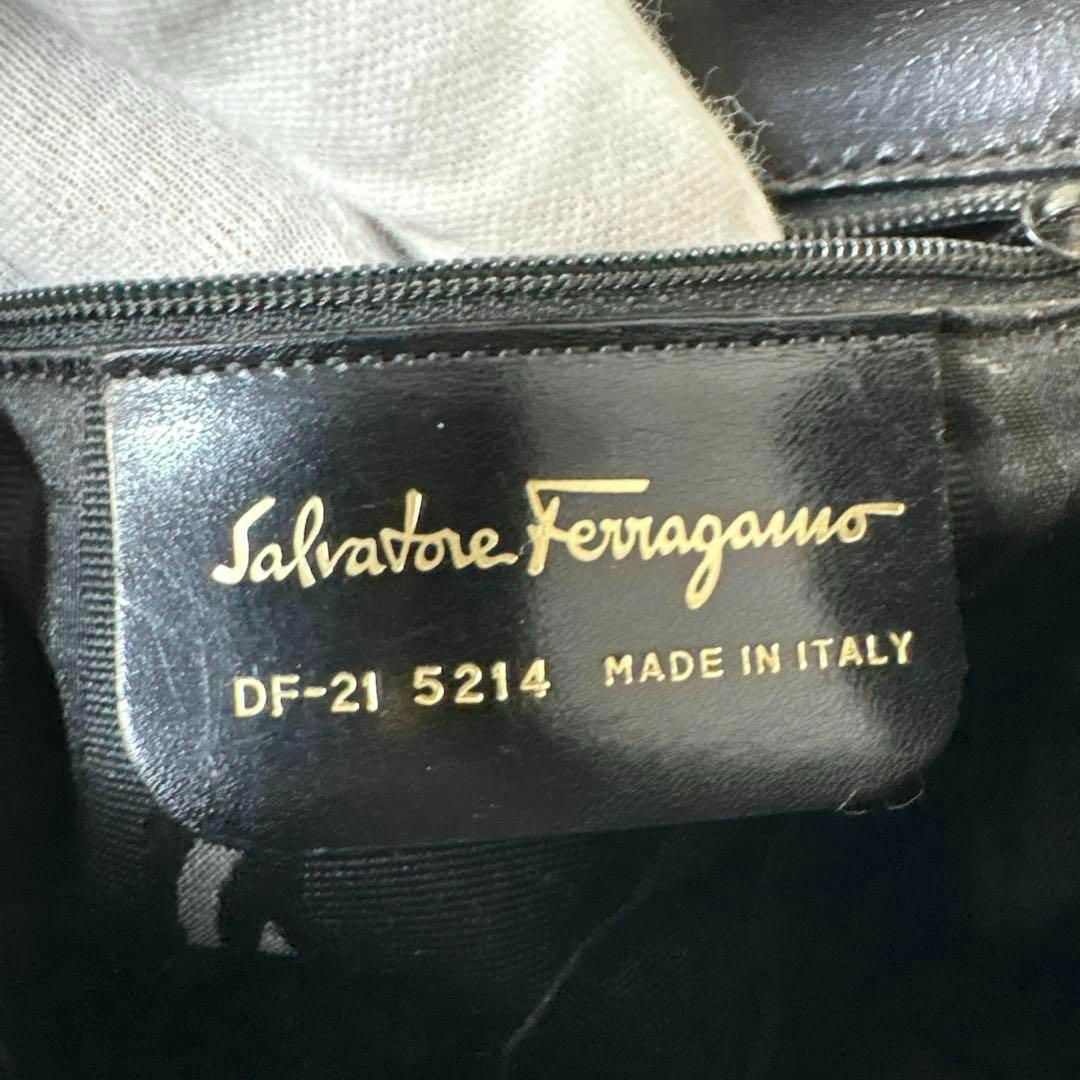 Salvatore Ferragamo
DF-21 5214 MADE IN ITALY